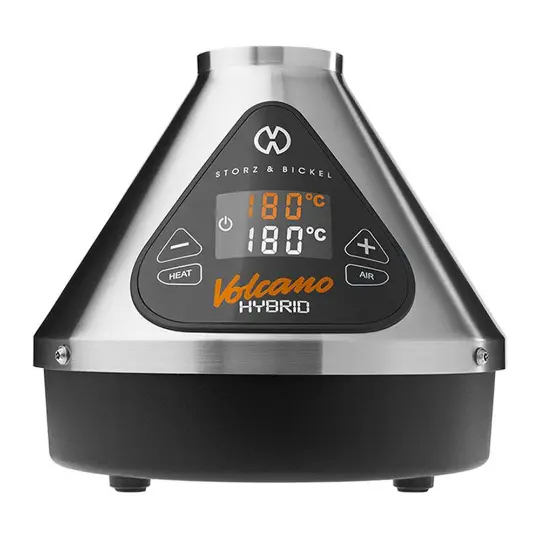 STORZ & BICKEL
180°C
180°C
HEAT
AIR
Volcano
HYBRID